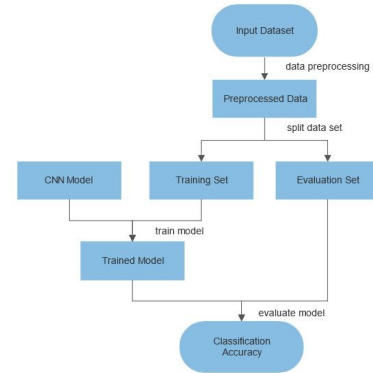 Input Dataset
data preprocessing
Preprocessed Data
split data set
CNN Model
Training Set
Evaluation Set
train model
Trained Model
evaluate model
Classification
Accuracy